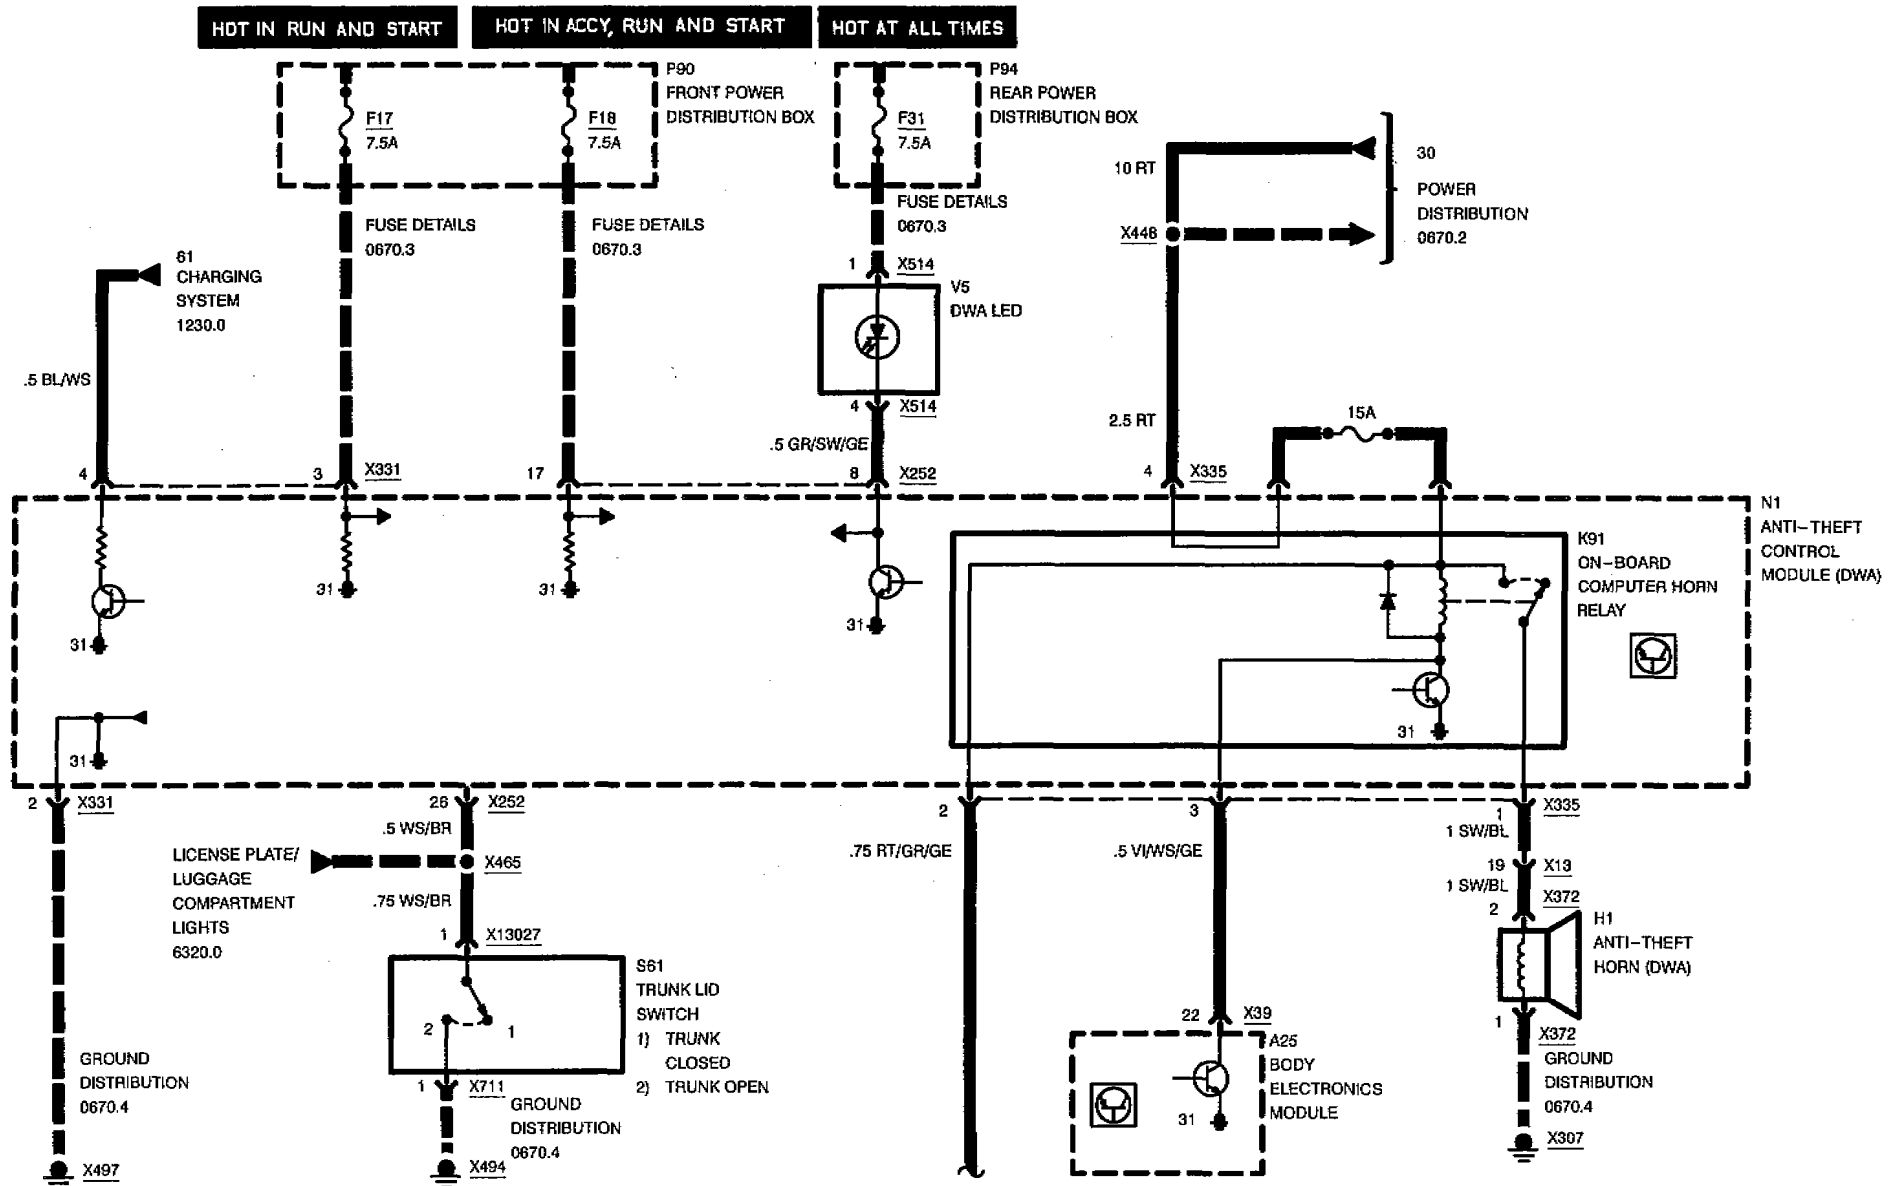 HOT IN RUN AND START
HOT IN ACCY, RUN AND START
HOT AT ALL TIMES
F17
7.5A
F18
7.5A
P90
FRONT POWER
DISTRIBUTION BOX
F31
7.5A
P94
REAR POWER
DISTRIBUTION BOX
FUSE DETAILS
0670.3
FUSE DETAILS
0670.3
FUSE DETAILS
0670.3
10 RT
30
POWER
DISTRIBUTION
0670.2
X448
61
CHARGING
SYSTEM
1230.0
1
X514
V5
DWA LED
.5 BL/WS
4
X514
.5 GR/SW/GE
2.5 RT
15A
4
3
X331
17
8
X252
4
X335
N1
ANTI-THEFT
CONTROL
MODULE (DWA)
K91
ON-BOARD
COMPUTER HORN
RELAY
31
31
31
31
31
31
2
X331
26
X252
2
3
1
X335
.5 WS/BR
1 SW/BL
LICENSE PLATE/
LUGGAGE
COMPARTMENT
LIGHTS
6320.0
X465
.75 WS/BR
.75 RT/GR/GE
.5 VI/WS/GE
19
X13
1 SW/BL
X372
2
H1
ANTI-THEFT
HORN (DWA)
1
X13027
S61
TRUNK LID
SWITCH
1) TRUNK
CLOSED
2) TRUNK OPEN
2
1
22
X39
A25
BODY
ELECTRONICS
MODULE
31
1
X372
GROUND
DISTRIBUTION
0670.4
X307
GROUND
DISTRIBUTION
0670.4
X497
1
X711
GROUND
DISTRIBUTION
0670.4
X494